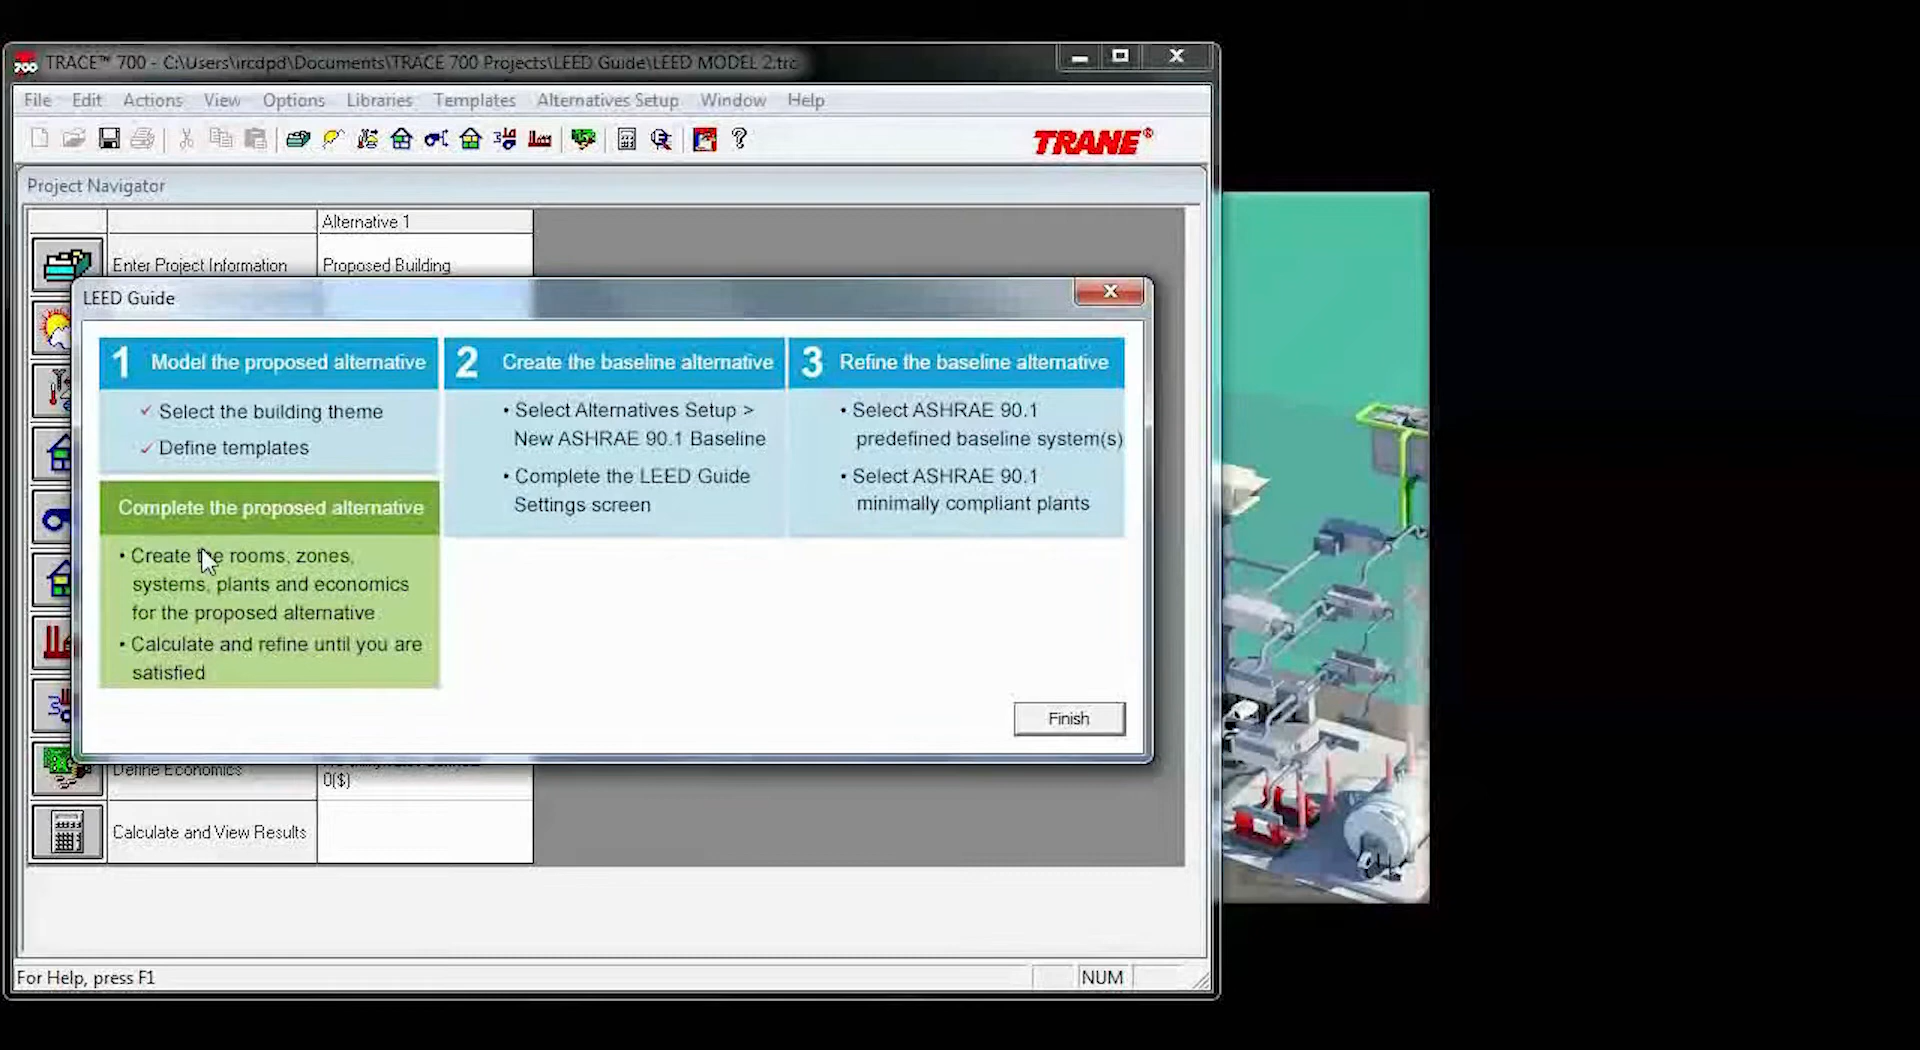 TRACE™ 700 - C:\Users\ircdpd\Documents\TRACE 700 Projects\LEED Guide\LEED MODEL 2.trc
File Edit Actions View Options Libraries Templates Alternatives Setup Window Help
TRANE®
Project Navigator
Alternative 1
Enter Project Information Proposed Building
LEED Guide
1 Model the proposed alternative
✓ Select the building theme
✓ Define templates
Complete the proposed alternative
• Create the rooms, zones,
systems, plants and economics
for the proposed alternative
• Calculate and refine until you are
satisfied
2 Create the baseline alternative
• Select Alternatives Setup >
New ASHRAE 90.1 Baseline
• Complete the LEED Guide
Settings screen
3 Refine the baseline alternative
• Select ASHRAE 90.1
predefined baseline system(s)
• Select ASHRAE 90.1
minimally compliant plants
Finish
Define Economics
0($)
Calculate and View Results
For Help, press F1
NUM